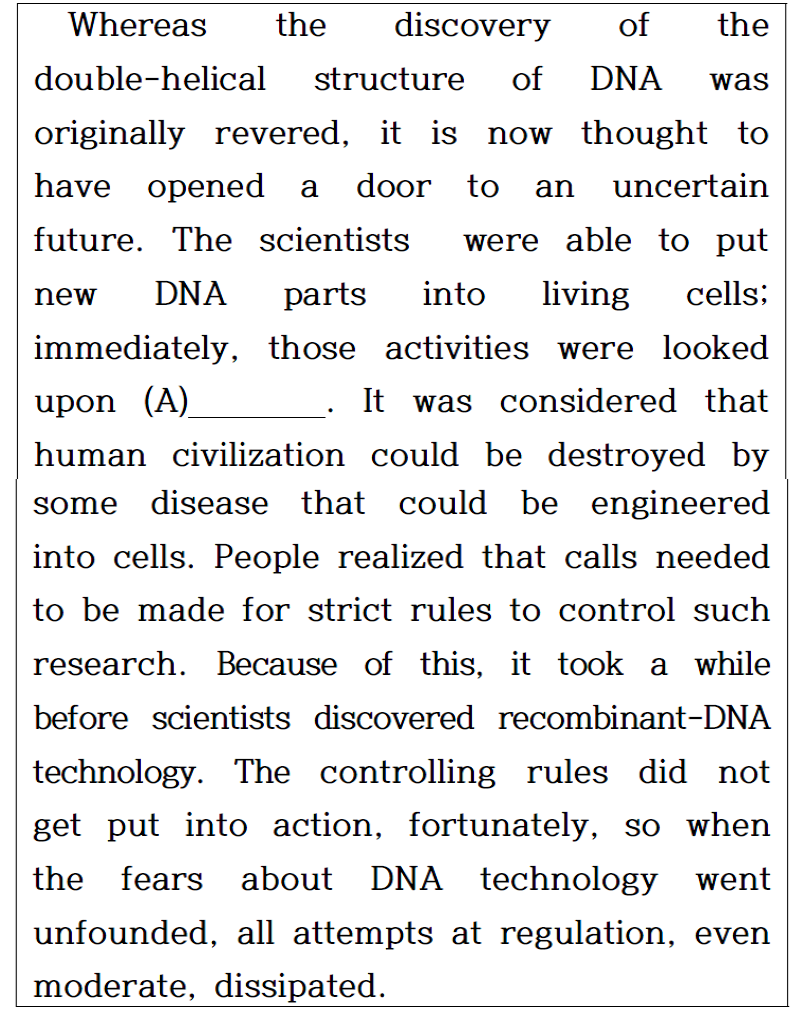 Whereas the discovery of the
double-helical structure of DNA was
originally revered, it is now thought to
have opened a door to an uncertain
future. The scientists were able to put
new DNA parts into living cells;
immediately, those activities were looked
upon (A)________. It was considered that
human civilization could be destroyed by
some disease that could be engineered
into cells. People realized that calls needed
to be made for strict rules to control such
research. Because of this, it took a while
before scientists discovered recombinant-DNA
technology. The controlling rules did not
get put into action, fortunately, so when
the fears about DNA technology went
unfounded, all attempts at regulation, even
moderate, dissipated.